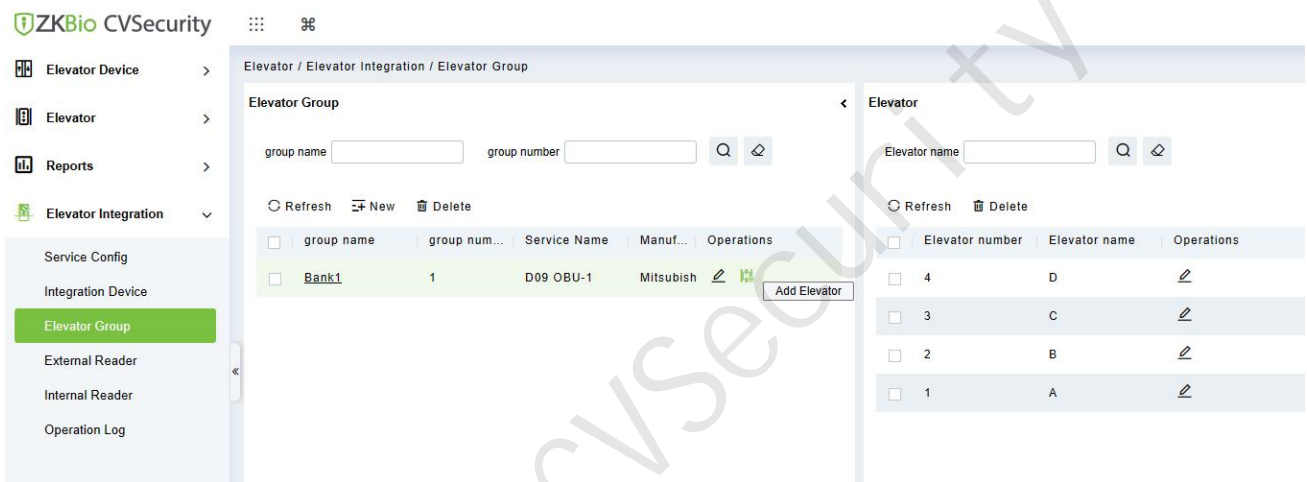 ZKBio CVSecurity
Elevator Device
Elevator
Reports
Elevator Integration
Service Config
Integration Device
Elevator Group
External Reader
Internal Reader
Operation Log
Elevator / Elevator Integration / Elevator Group
Elevator Group
group name group number
Refresh New Delete
group name group num... Service Name Manuf... Operations
Bank1 1 D09 OBU-1 Mitsubish
Add Elevator
Elevator
Elevator name
Refresh Delete
Elevator number Elevator name Operations
4 D
3 C
2 B
1 A
CVSecurity